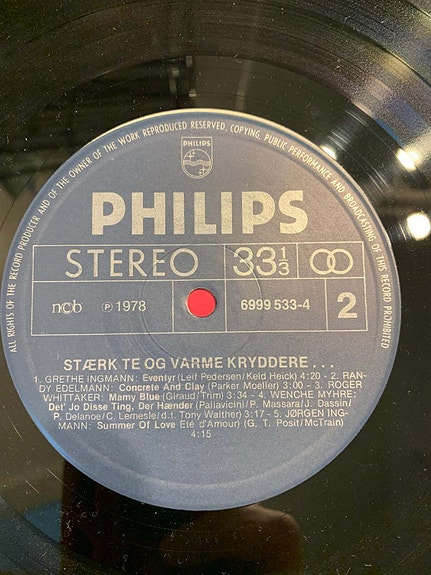 ALL RIGHTS OF THE RECORD PRODUCER AND OF THE OWNER OF THE WORK REPRODUCED RESERVED. COPYING, PUBLIC PERFORMANCE AND BROADCASTING OF THIS RECORD PROHIBITED
PHILIPS
PHILIPS
STEREO 33 1/3
ncb ℗ 1978 6999 533-4 2
STÆRK TE OG VARME KRYDDERE...
1. GRETHE INGMANN: Eventyr (Leif Pedersen/Keld Heick) 4:20 - 2. RAN-
DY EDELMANN: Concrete And Clay (Parker Moeller) 3:00 - 3. ROGER
WHITTAKER: Mamy Blue (Giraud/Trim) 3:34 - 4. WENCHE MYHRE:
Det' Jo Disse Ting, Der Hænder (Pallavicini/P. Massara/J. Dassin/
P. Delanoe/C. Lemesle/d.t. Tony Walther) 3:17 - 5. JØRGEN ING-
MANN: Summer Of Love Eté d'Amour) (G. T. Posit/McTrain)
4:15